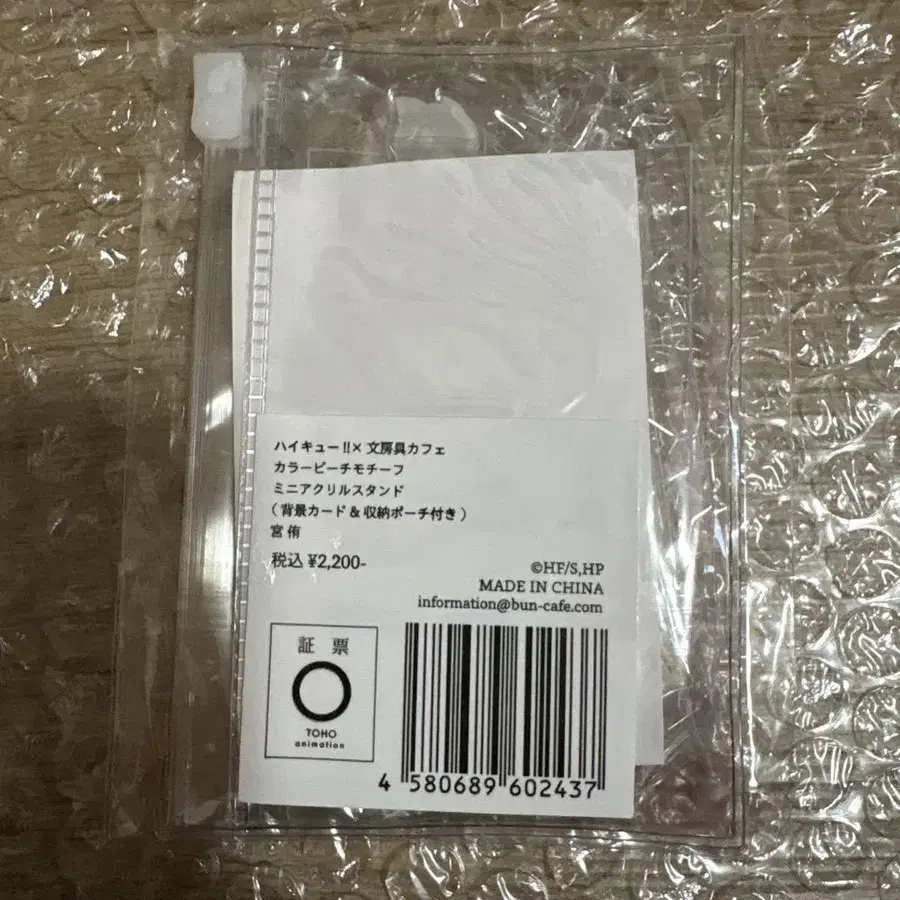 ハイキュー!!× 文房具カフェ
カラーピーチモチーフ
ミニアクリルスタンド
( 背景カード & 収納ポーチ付き )
宮 侑
税込 ¥2,200-
©HF/S,HP
MADE IN CHINA
information@bun-cafe.com
証 票
TOHO
animation
4 580689 602437